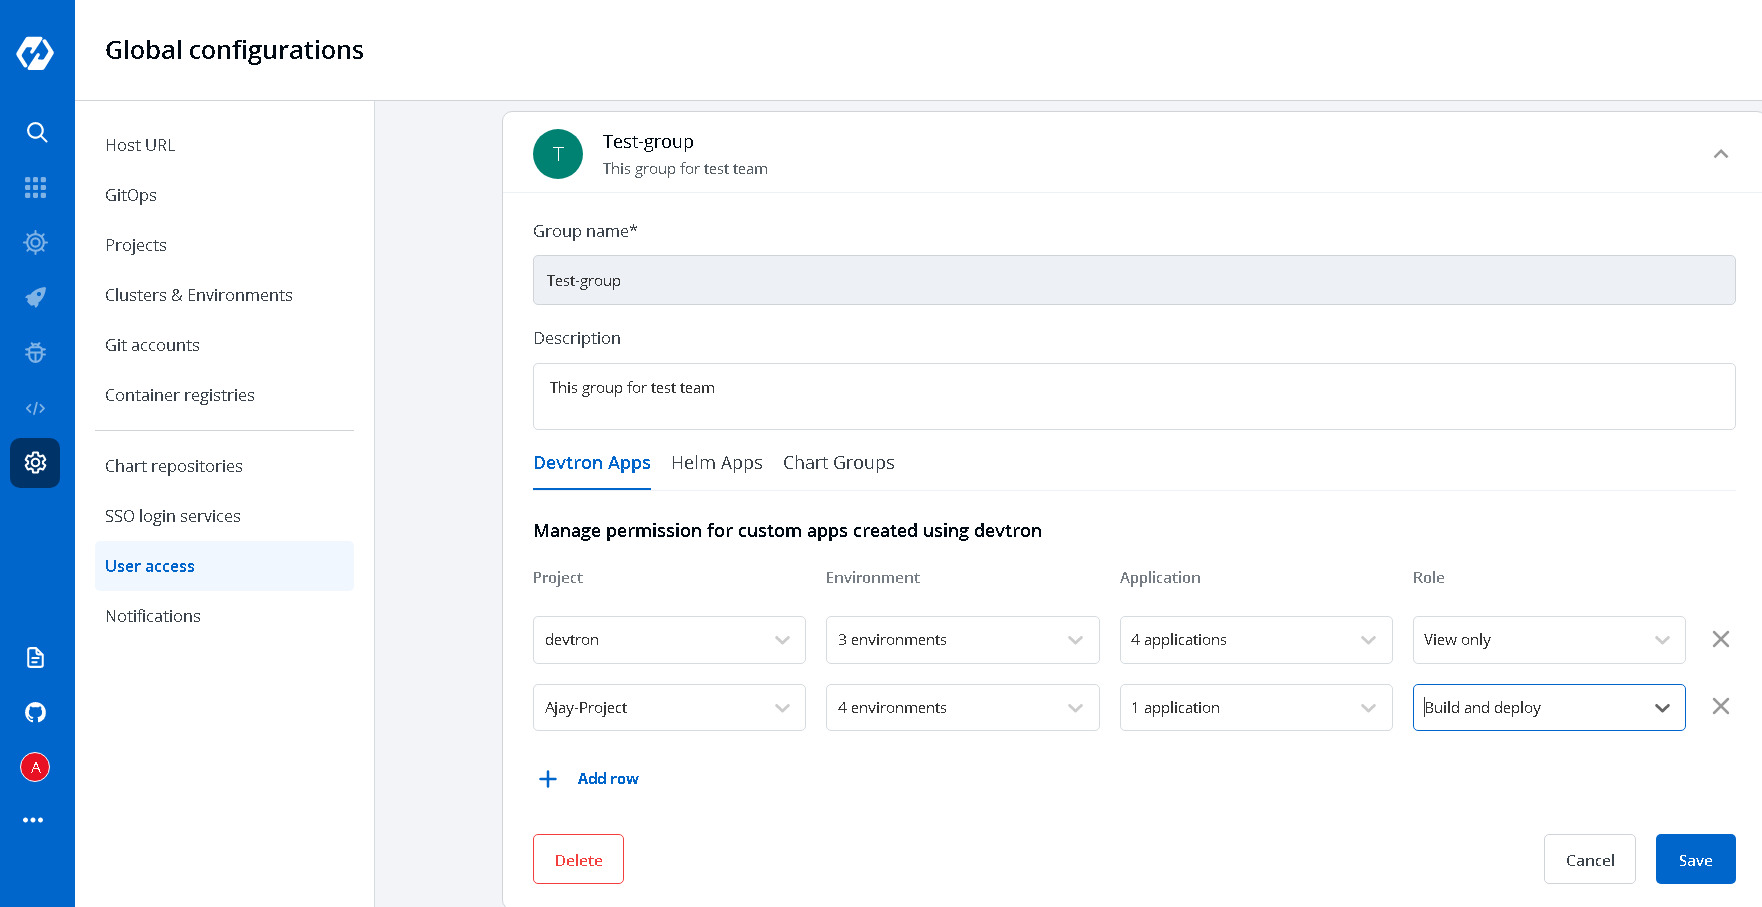 Global configurations
Host URL
GitOps
Projects
Clusters & Environments
Git accounts
Container registries
Chart repositories
SSO login services
User access
Notifications
A
T
Test-group
This group for test team
Group name*
Test-group
Description
This group for test team
Devtron Apps Helm Apps Chart Groups
Manage permission for custom apps created using devtron
Project Environment Application Role
devtron 3 environments 4 applications View only
Ajay-Project 4 environments 1 application Build and deploy
Add row
Delete Cancel Save